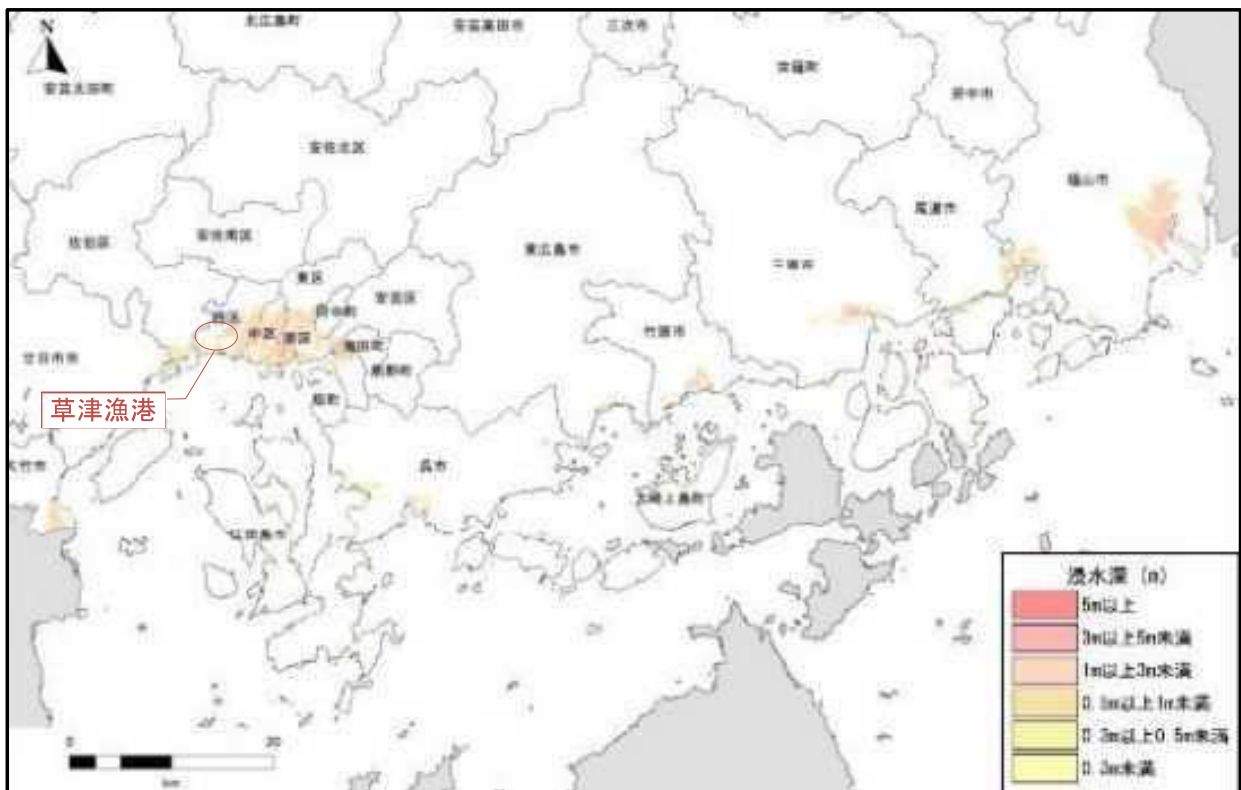 N
北広島町
安芸高田市
三次市
世羅町
安芸太田町
府中市
安佐北区
福山市
尾道市
佐伯区
安佐南区
東広島市
三原市
東区
安芸区
府中町
西区
中区
南区
竹原市
海田町
廿日市市
熊野町
坂町
草津漁港
呉市
大竹市
大崎上島町
江田島市
浸水深 (m)
5m以上
3m以上5m未満
1m以上3m未満
0.5m以上1m未満
0.3m以上0.5m未満
0.3m未満
0 20
km